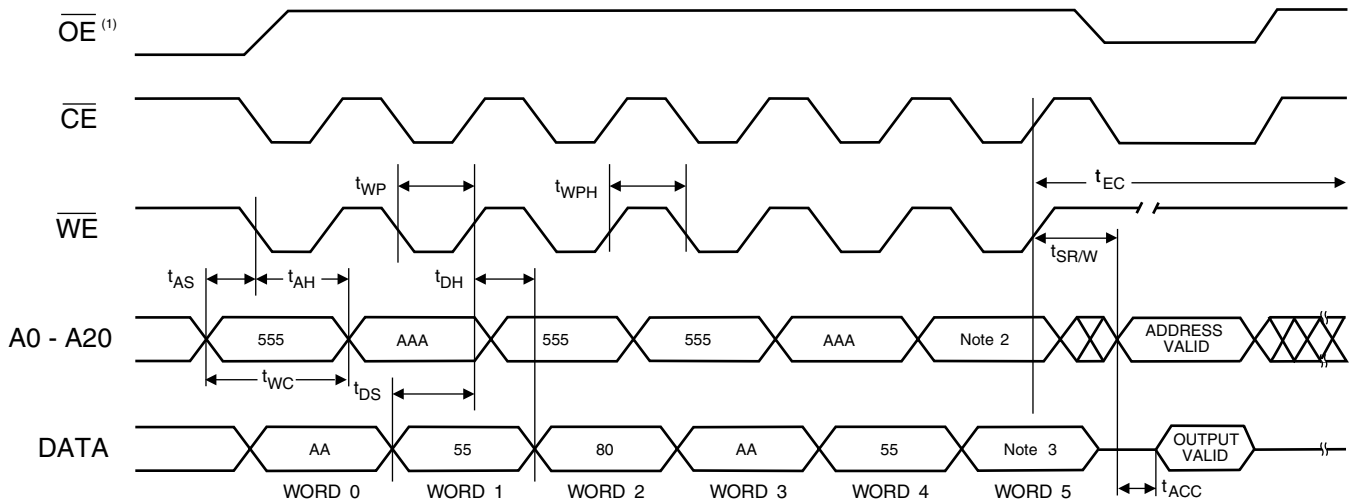 OE (1)
CE
tWP
tWPH
tEC
WE
tSR/W
tAS
tAH
tDH
A0 - A20
555
AAA
555
555
AAA
Note 2
ADDRESS
VALID
tWC
tDS
DATA
AA
55
80
AA
55
Note 3
OUTPUT
VALID
WORD 0
WORD 1
WORD 2
WORD 3
WORD 4
WORD 5
tACC